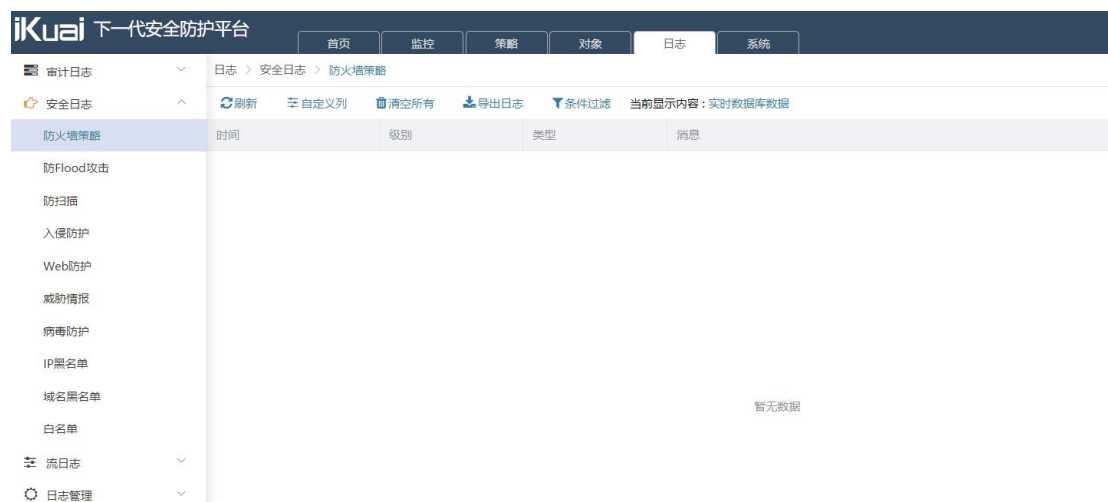 iKuai 下一代安全防护平台
首页 监控 策略 对象 日志 系统
审计日志
日志 > 安全日志 > 防火墙策略
安全日志
刷新 自定义列 清空所有 导出日志 条件过滤 当前显示内容：实时数据库数据
防火墙策略
时间 级别 类型 消息
防Flood攻击
防扫描
入侵防护
Web防护
威胁情报
病毒防护
IP黑名单
域名黑名单
暂无数据
白名单
流日志
日志管理